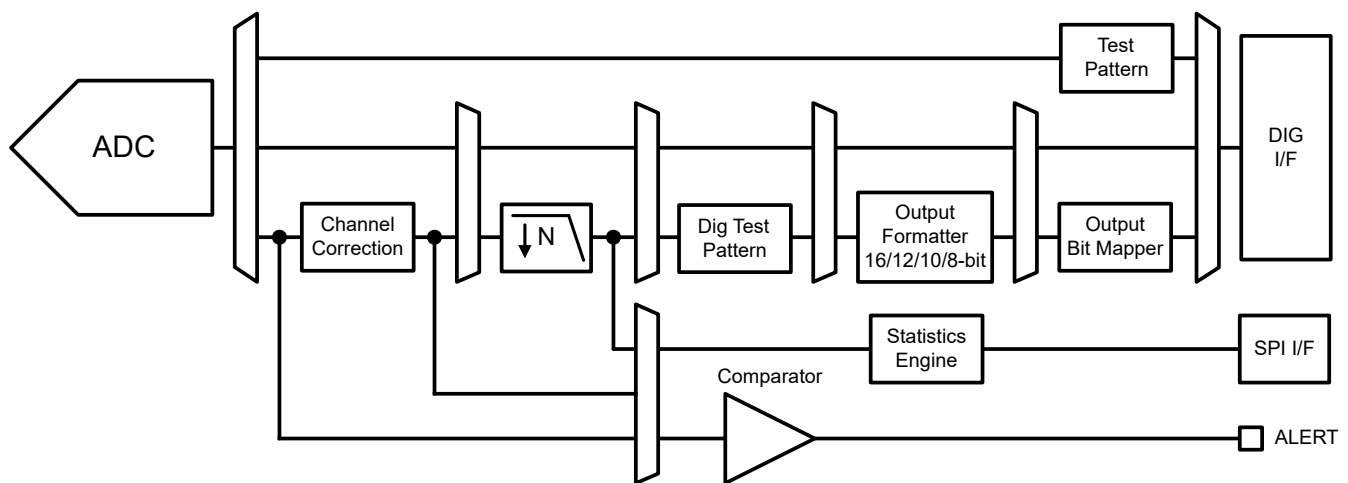 ADC
Test
Pattern
DIG
I/F
Channel
Correction
N
Dig Test
Pattern
Output
Formatter
16/12/10/8-bit
Output
Bit Mapper
Statistics
Engine
SPI I/F
Comparator
ALERT